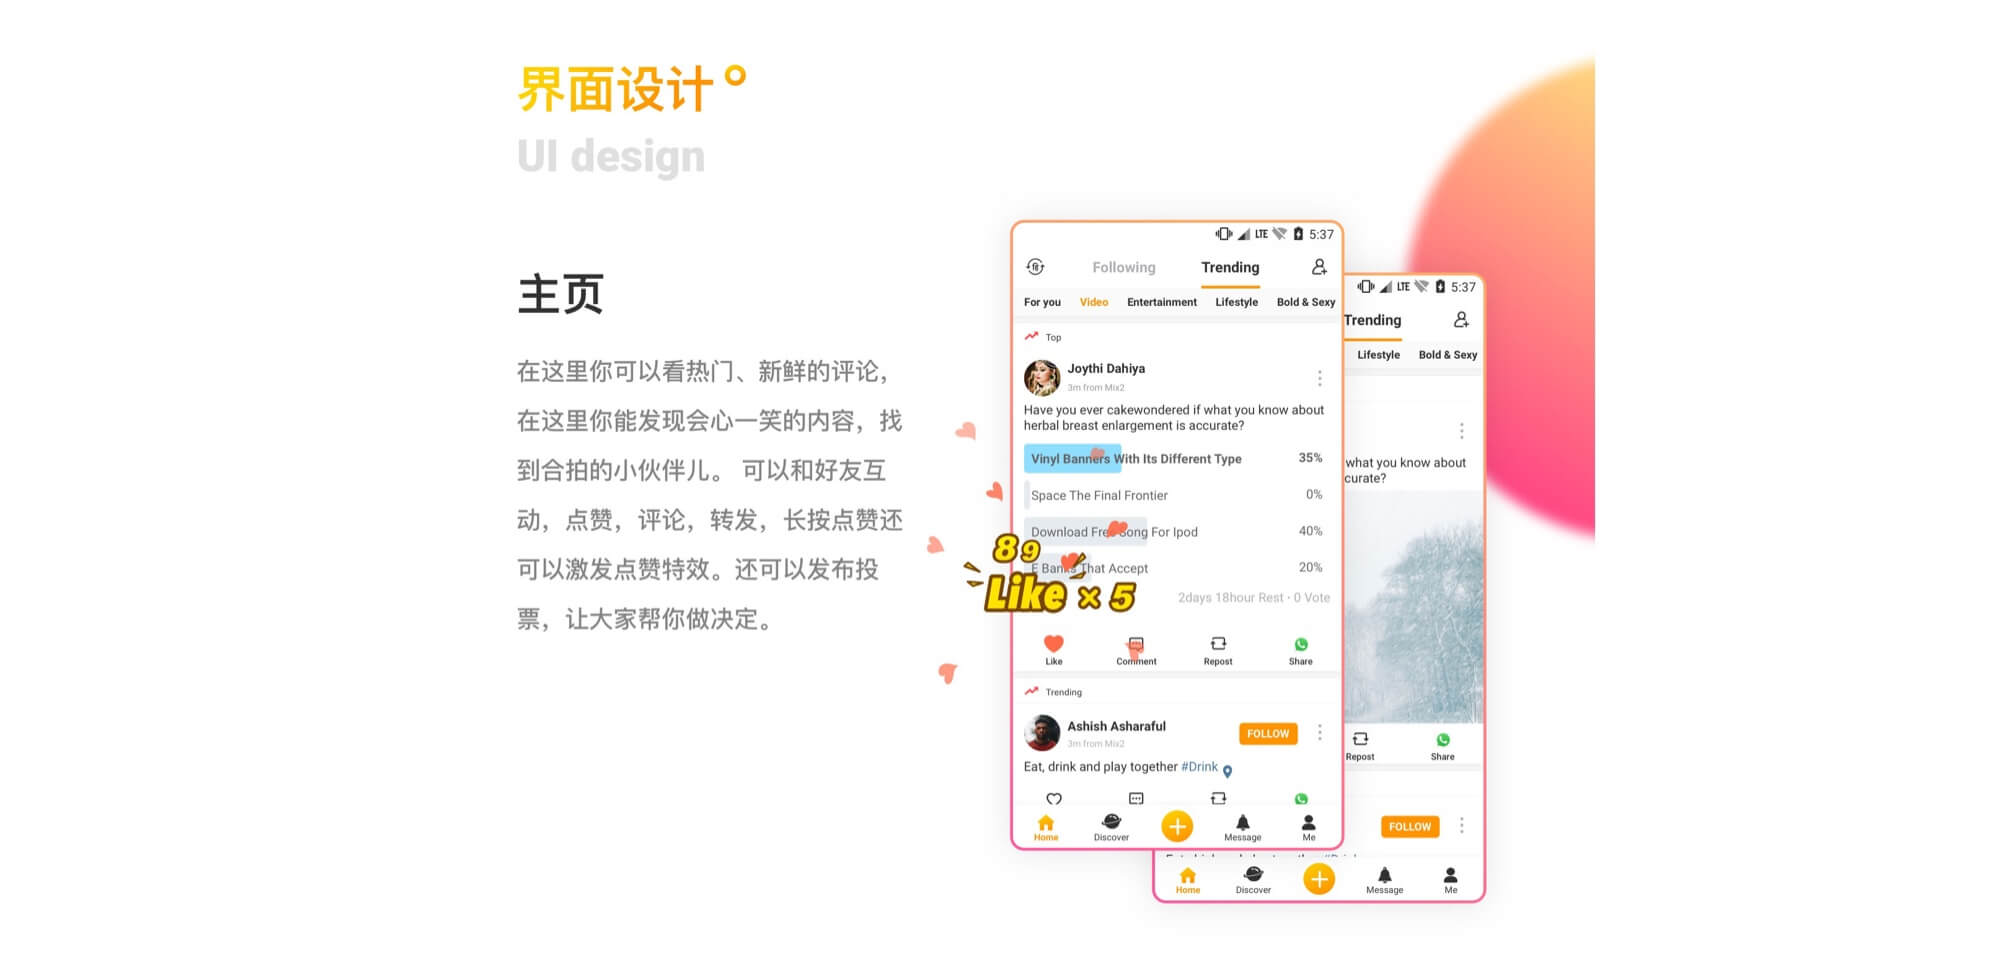 界面设计°
UI design
主页
在这里你可以看热门、新鲜的评论，
在这里你能发现会心一笑的内容，找
到合拍的小伙伴儿。 可以和好友互
动，点赞，评论，转发，长按点赞还
可以激发点赞特效。还可以发布投
票，让大家帮你做决定。
LTE 5:37
Following Trending
For you Video Entertainment Lifestyle Bold & Sexy
Top
Joythi Dahiya
3m from Mix2
Have you ever cakewondered if what you know about
herbal breast enlargement is accurate?
Vinyl Banners With Its Different Type 35%
Space The Final Frontier 0%
Download Free Song For Ipod 40%
E Banks That Accept 20%
89
Like × 5
2days 18hour Rest · 0 Vote
Like Comment Repost Share
Trending
Ashish Asharaful
3m from Mix2
FOLLOW
Eat, drink and play together #Drink
Home Discover Message Me
LTE 5:37
Trending
Lifestyle Bold & Sexy
what you know about
curate?
Repost Share
FOLLOW
Home Discover Message Me